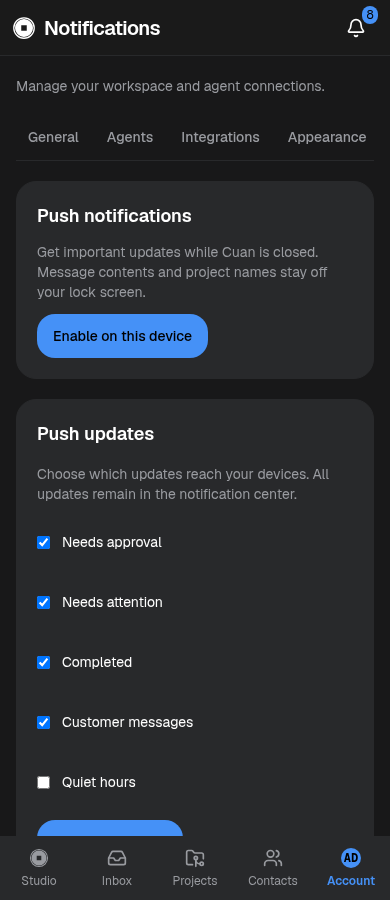 Notifications
8
Manage your workspace and agent connections.
General Agents Integrations Appearance
Push notifications
Get important updates while Cuan is closed.
Message contents and project names stay off
your lock screen.
Enable on this device
Push updates
Choose which updates reach your devices. All
updates remain in the notification center.
Needs approval
Needs attention
Completed
Customer messages
Quiet hours
AD
Studio Inbox Projects Contacts Account